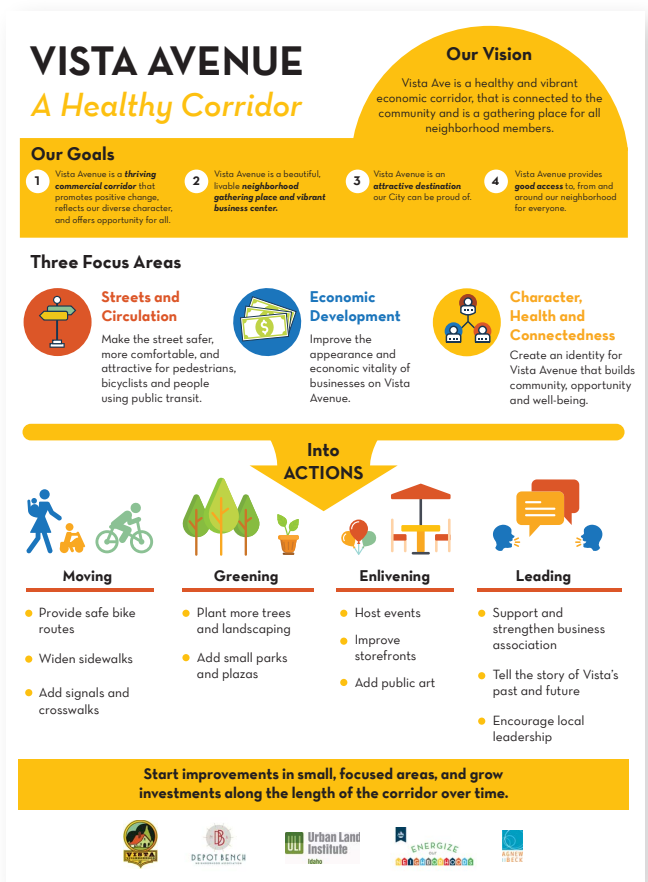 VISTA AVENUE
A Healthy Corridor
Our Vision
Vista Ave is a healthy and vibrant
economic corridor, that is connected to the
community and is a gathering place for all
neighborhood members.
Our Goals
1
Vista Avenue is a thriving
commercial corridor that
promotes positive change,
reflects our diverse character,
and offers opportunity for all.
2
Vista Avenue is a beautiful,
livable neighborhood
gathering place and vibrant
business center.
3
Vista Avenue is an
attractive destination
our City can be proud of.
4
Vista Avenue provides
good access to, from and
around our neighborhood
for everyone.
Three Focus Areas
Streets and
Circulation
Make the street safer,
more comfortable, and
attractive for pedestrians,
bicyclists and people
using public transit.
$
Economic
Development
Improve the
appearance and
economic vitality of
businesses on Vista
Avenue.
Character,
Health and
Connectedness
Create an identity for
Vista Avenue that builds
community, opportunity
and well-being.
Into
ACTIONS
Moving
Provide safe bike
routes
Widen sidewalks
Add signals and
crosswalks
Greening
Plant more trees
and landscaping
Add small parks
and plazas
Enlivening
Host events
Improve
storefronts
Add public art
Leading
Support and
strengthen business
association
Tell the story of Vista's
past and future
Encourage local
leadership
Start improvements in small, focused areas, and grow
investments along the length of the corridor over time.
VISTA
DEPOT BENCH
ULI
Urban Land
Institute
Idaho
ENERGIZE
NEIGHBORHOODS
AGNEW
::BECK